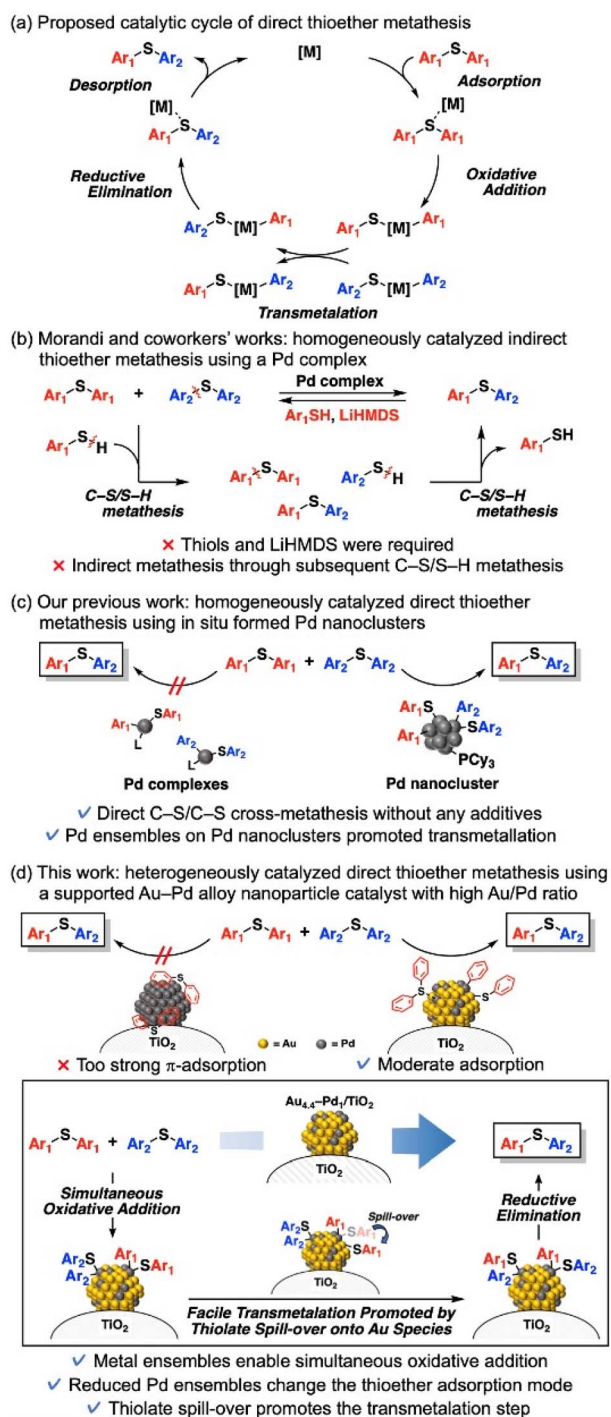 (a) Proposed catalytic cycle of direct thioether metathesis
Ar1 S Ar2
[M]
Ar1 S Ar1
Desorption
Adsorption
[M]
Ar1 S Ar2
[M]
Ar1 S Ar1
Reductive
Elimination
Oxidative
Addition
Ar2 S [M] Ar1
Ar1 S [M] Ar1
Ar1 S [M] Ar2
Ar2 S [M] Ar2
Transmetalation
(b) Morandi and coworkers' works: homogeneously catalyzed indirect
thioether metathesis using a Pd complex
Ar1 S Ar1 + Ar2 S Ar2
Pd complex
Ar1SH, LiHMDS
Ar1 S Ar2
Ar1 S H
Ar1 SH
C–S/S–H
metathesis
Ar1 S Ar1
Ar2 S H
Ar1 S Ar2
C–S/S–H
metathesis
× Thiols and LiHMDS were required
× Indirect metathesis through subsequent C–S/S–H metathesis
(c) Our previous work: homogeneously catalyzed direct thioether
metathesis using in situ formed Pd nanoclusters
Ar1 S Ar2
Ar1 S Ar1 + Ar2 S Ar2
Ar1 S Ar2
Ar1 SAr1
L
Ar2 SAr2
L
Pd complexes
Ar1S Ar2
Ar1 SAr2
PCy3
Pd nanocluster
✓ Direct C–S/C–S cross-metathesis without any additives
✓ Pd ensembles on Pd nanoclusters promoted transmetallation
(d) This work: heterogeneously catalyzed direct thioether metathesis using
a supported Au–Pd alloy nanoparticle catalyst with high Au/Pd ratio
Ar1 S Ar2
Ar1 S Ar1 + Ar2 S Ar2
Ar1 S Ar2
S
S
TiO2
= Au = Pd
S
S
TiO2
× Too strong π-adsorption
✓ Moderate adsorption
Ar1 S Ar1 + Ar2 S Ar2
Au4.4–Pd1/TiO2
TiO2
Ar1 S Ar2
Simultaneous
Oxidative Addition
Spill-over
Ar2S Ar1 SAr1
Ar2 SAr1
TiO2
Reductive
Elimination
Ar2S Ar1 SAr1
Ar2
TiO2
Ar2S Ar1 SAr1
Ar2
TiO2
Facile Transmetalation Promoted by
Thiolate Spill-over onto Au Species
✓ Metal ensembles enable simultaneous oxidative addition
✓ Reduced Pd ensembles change the thioether adsorption mode
✓ Thiolate spill-over promotes the transmetalation step